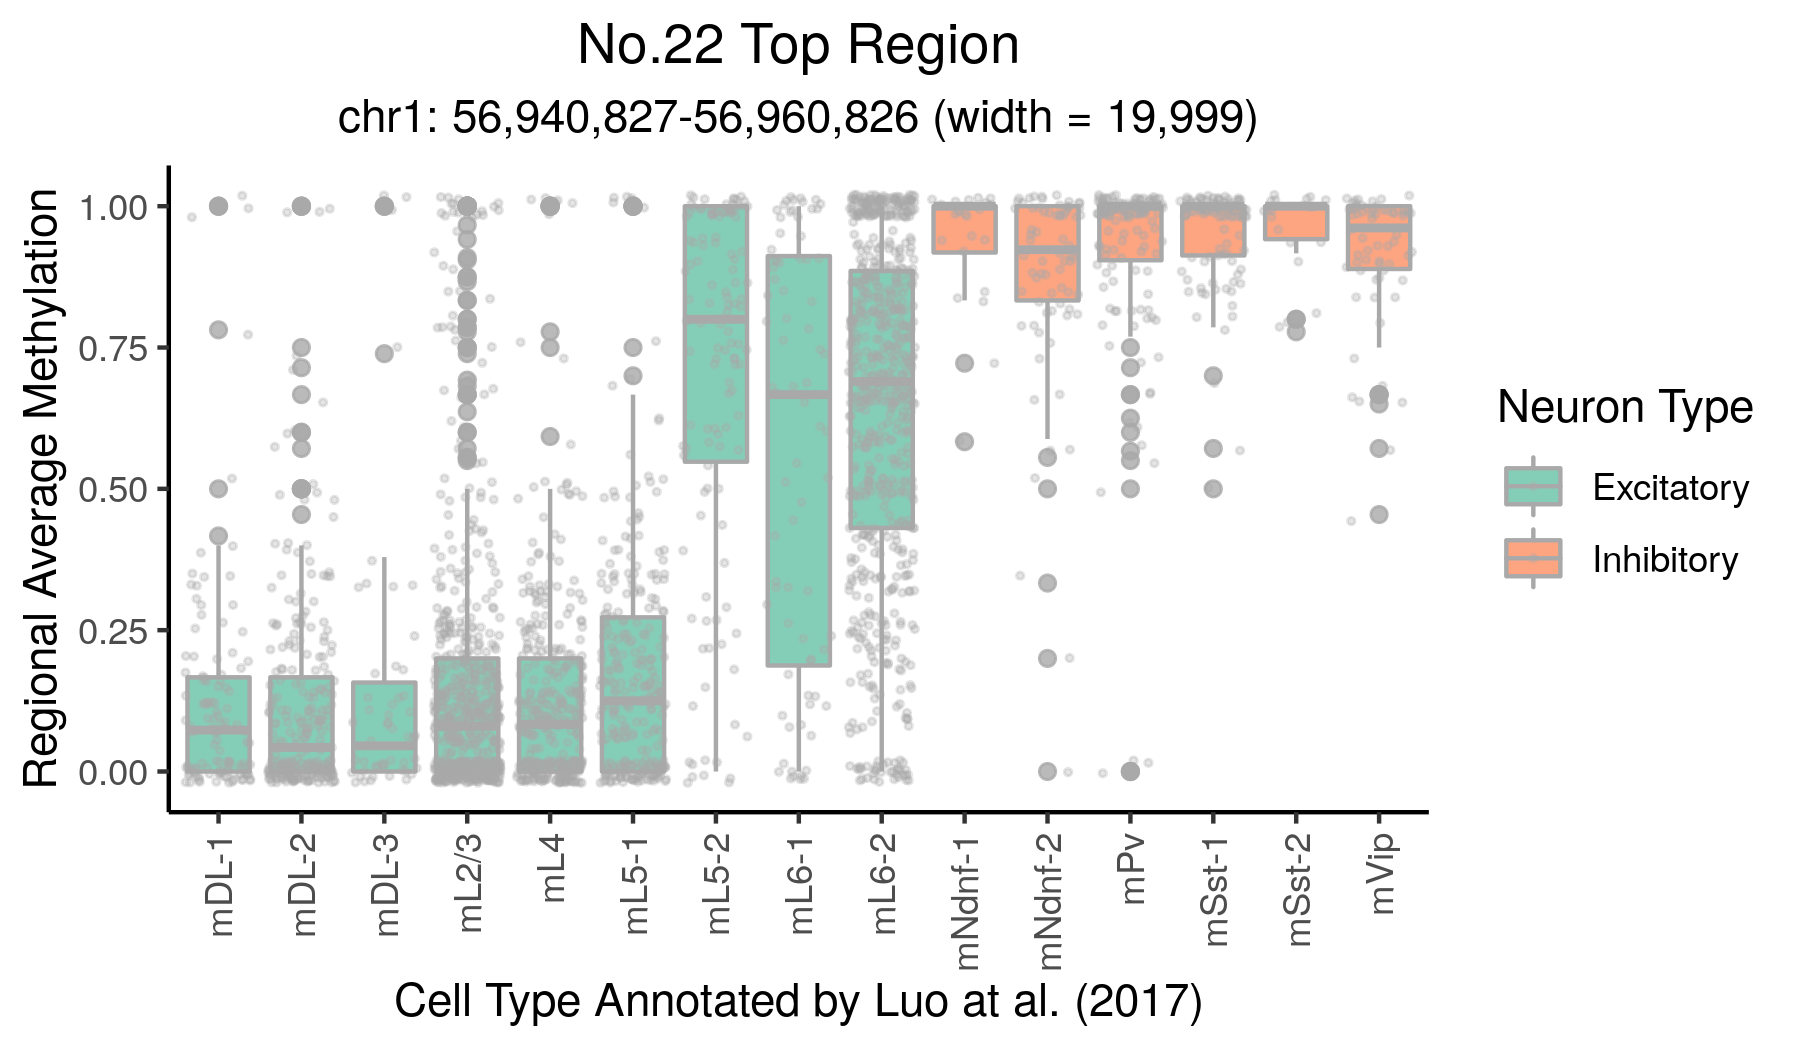 No.22 Top Region
chr1: 56,940,827-56,960,826 (width = 19,999)
Regional Average Methylation
1.00
0.75
0.50
0.25
0.00
mDL-1
mDL-2
mDL-3
mL2/3
mL4
mL5-1
mL5-2
mL6-1
mL6-2
mNdnf-1
mNdnf-2
mPv
mSst-1
mSst-2
mVip
Cell Type Annotated by Luo at al. (2017)
Neuron Type
Excitatory
Inhibitory